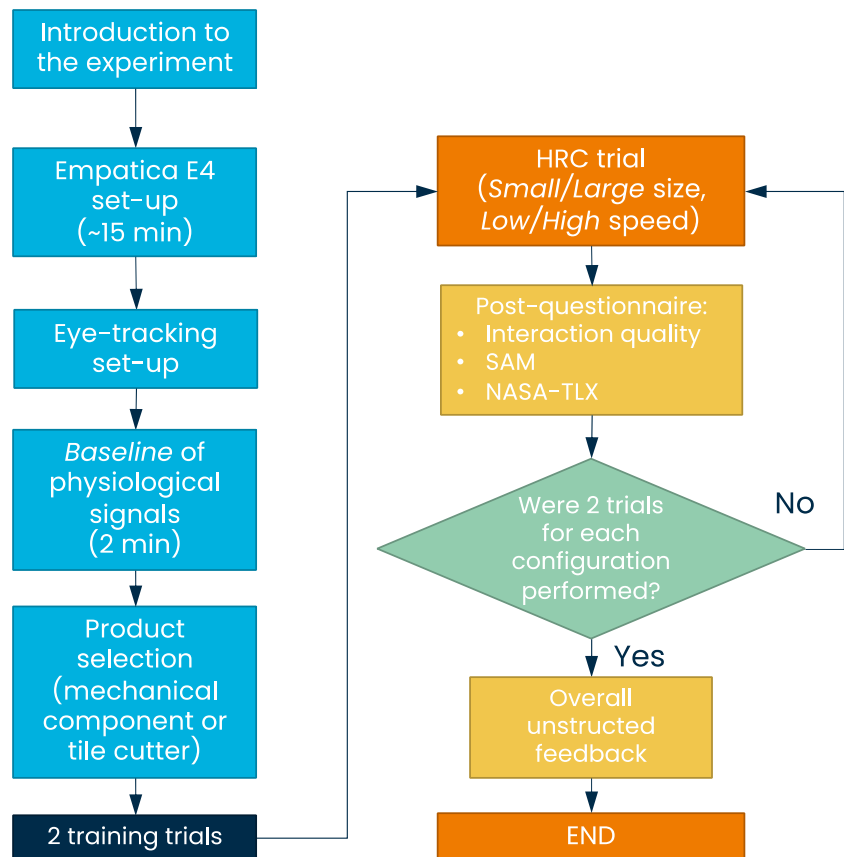 Introduction to
the experiment
Empatica E4
set-up
(~15 min)
Eye-tracking
set-up
Baseline of
physiological
signals
(2 min)
Product
selection
(mechanical
component or
tile cutter)
2 training trials
HRC trial
(Small/Large size,
Low/High speed)
Post-questionnaire:
• Interaction quality
• SAM
• NASA-TLX
Were 2 trials
for each
configuration
performed?
No
Yes
Overall
unstructed
feedback
END